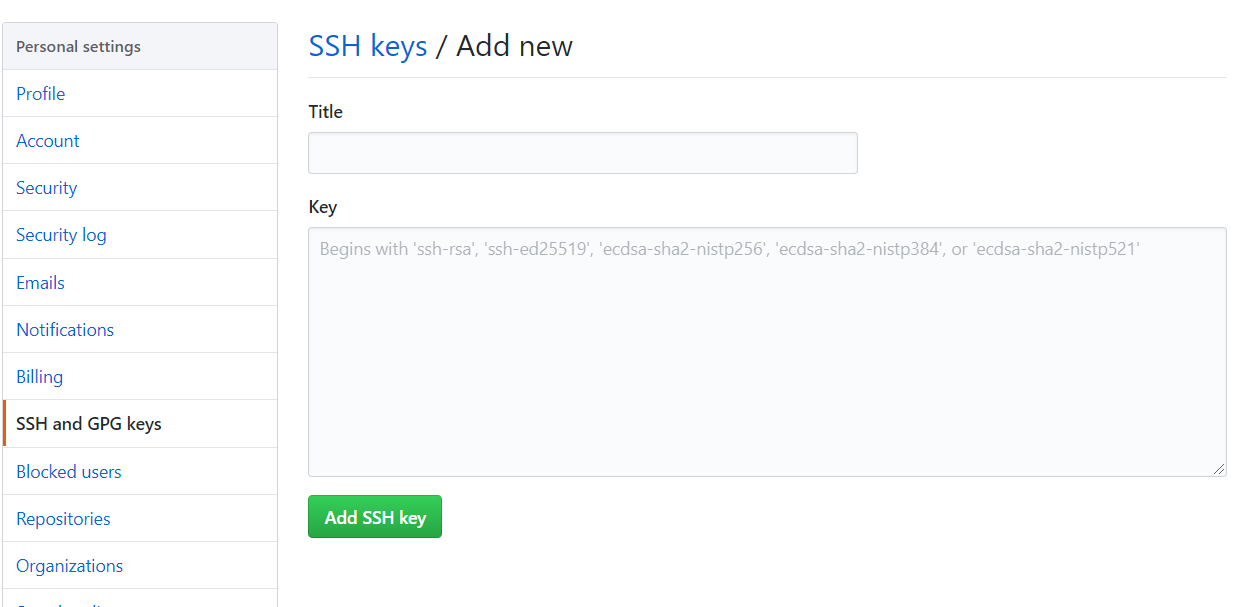 Personal settings
Profile
Account
Security
Security log
Emails
Notifications
Billing
SSH and GPG keys
Blocked users
Repositories
Organizations
SSH keys / Add new
Title
Key
Begins with 'ssh-rsa', 'ssh-ed25519', 'ecdsa-sha2-nistp256', 'ecdsa-sha2-nistp384', or 'ecdsa-sha2-nistp521'
Add SSH key